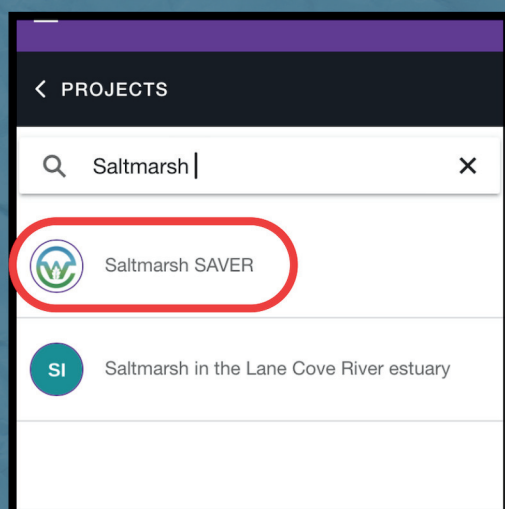 PROJECTS
Saltmarsh
Saltmarsh SAVER
SI
Saltmarsh in the Lane Cove River estuary